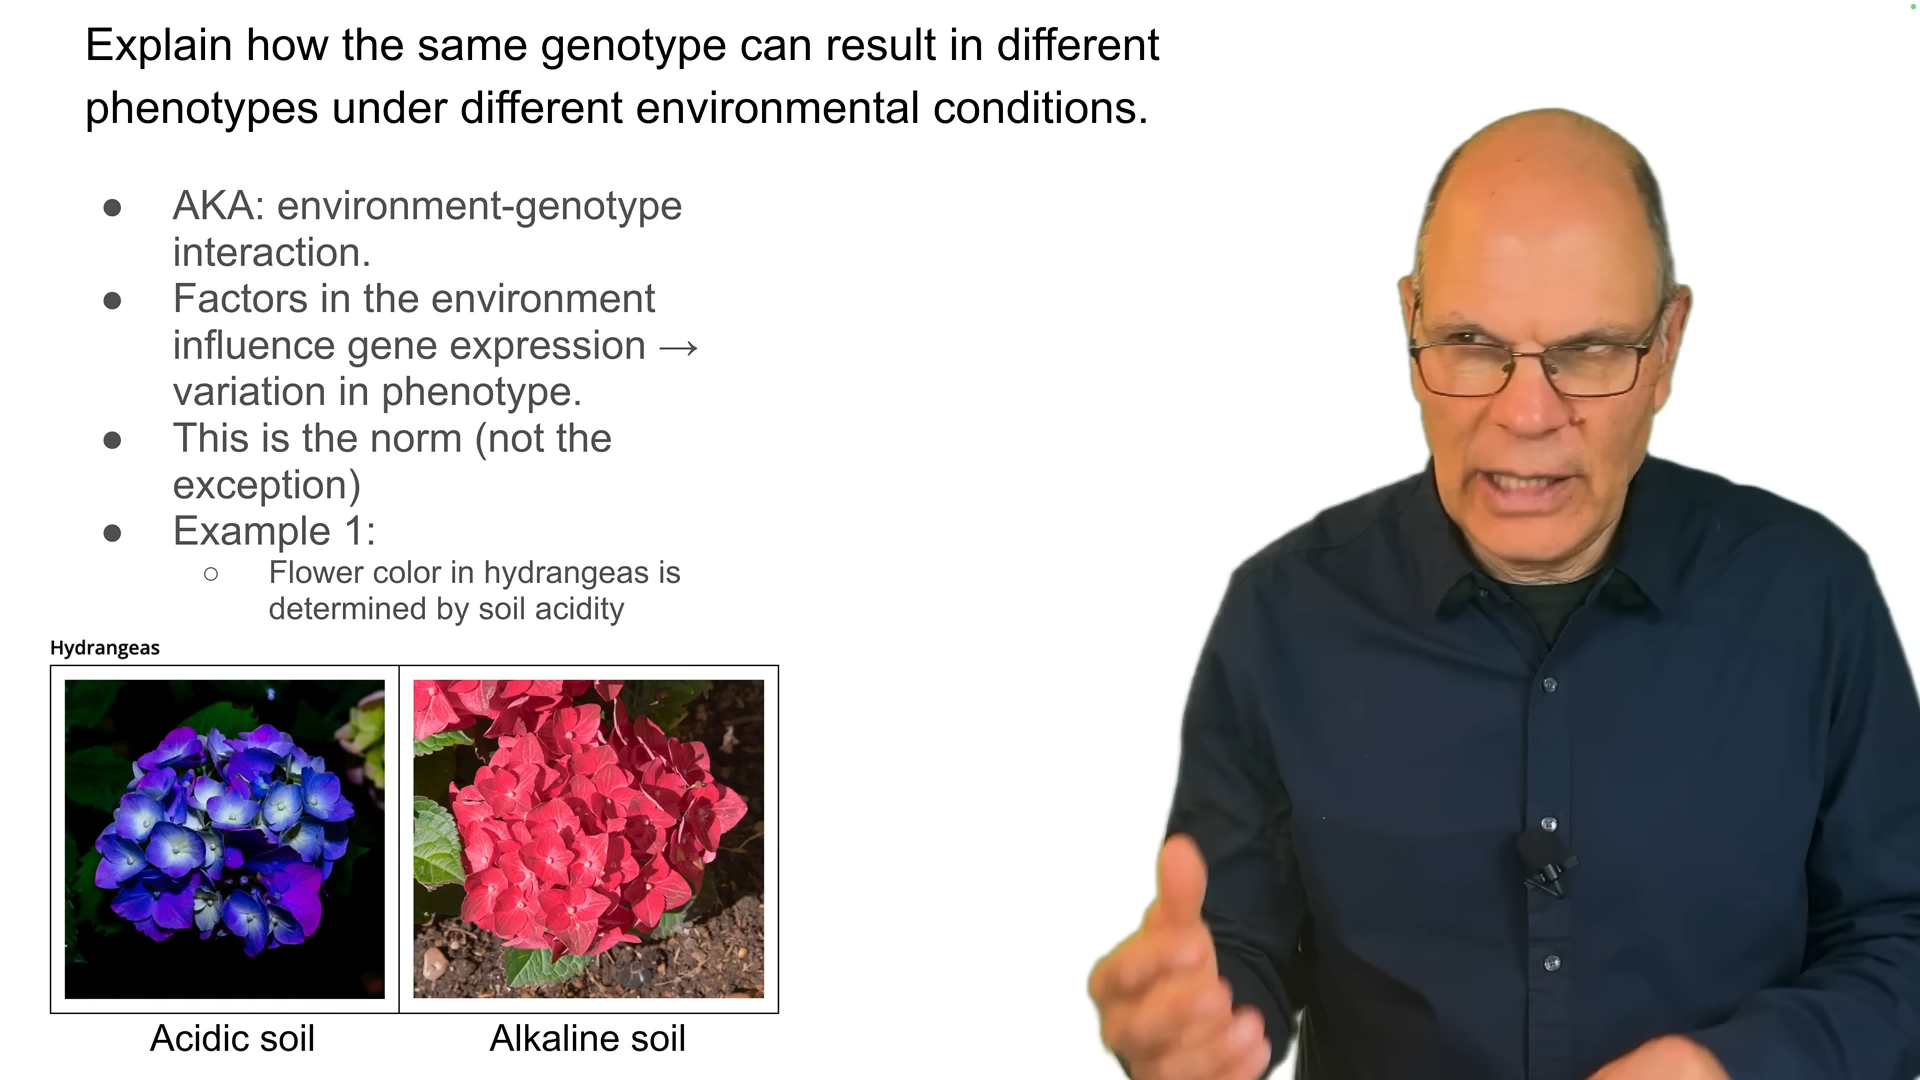 Explain how the same genotype can result in different
phenotypes under different environmental conditions.
● AKA: environment-genotype
interaction.
● Factors in the environment
influence gene expression →
variation in phenotype.
● This is the norm (not the
exception)
● Example 1:
○ Flower color in hydrangeas is
determined by soil acidity
Hydrangeas
Acidic soil
Alkaline soil